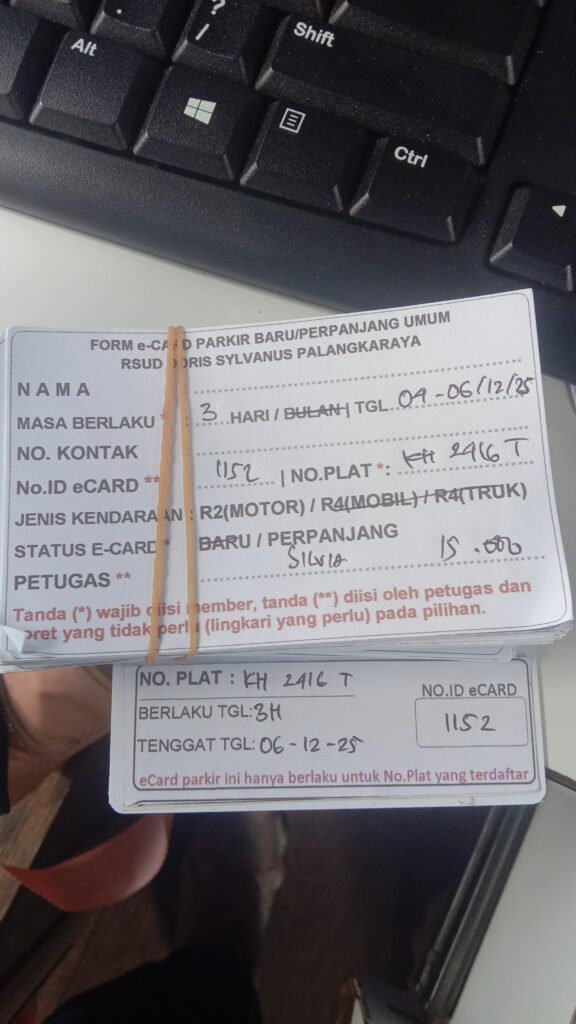 Alt
?
/
Shift
Ctrl
FORM e-CARD PARKIR BARU/PERPANJANG UMUM
RSUD DORIS SYLVANUS PALANGKARAYA
NAMA :
MASA BERLAKU * : 3 HARI / BULAN | TGL. 04 - 06/12/25
NO. KONTAK
No.ID eCARD ** 1152 | NO.PLAT * : KH 2416 T
JENIS KENDARAAN : R2(MOTOR) / R4(MOBIL) / R4(TRUK)
STATUS E-CARD * BARU / PERPANJANG
PETUGAS ** Silvia 15.000
Tanda (*) wajib diisi member, tanda (**) diisi oleh petugas dan
coret yang tidak perlu (lingkari yang perlu) pada pilihan.
NO. PLAT : KH 2416 T
BERLAKU TGL: 3H
TENGGAT TGL: 06-12-25
NO.ID eCARD
1152
eCard parkir ini hanya berlaku untuk No.Plat yang terdaftar